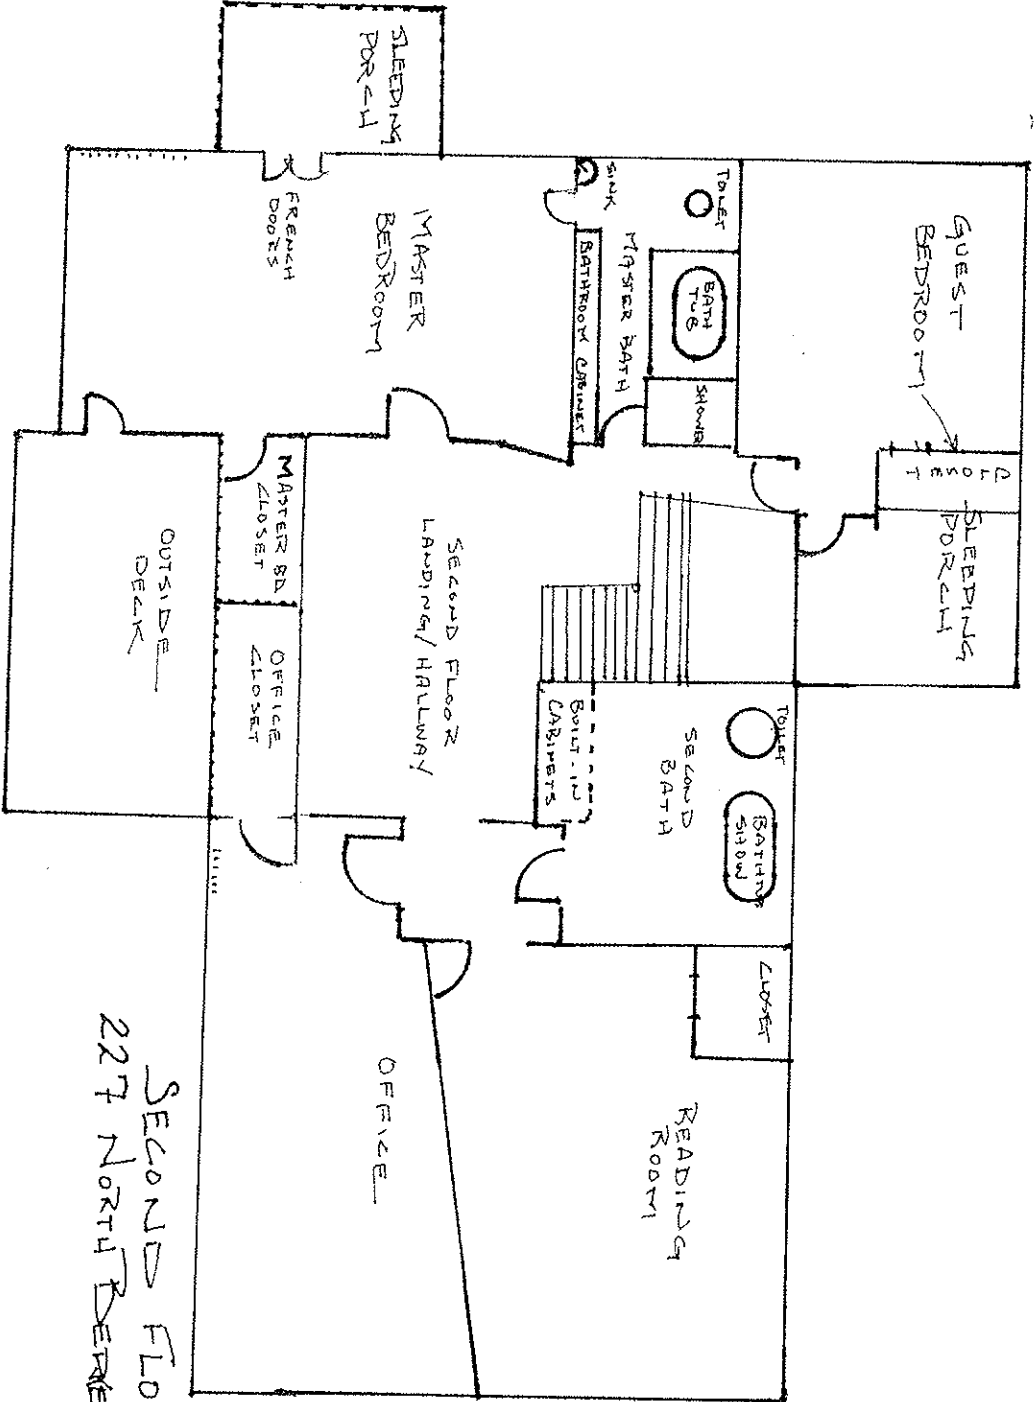 GUEST
BEDROOM
CLOSET
SLEEPING
PORCH
TOILET
SINK
MASTER BATH
BATH
TUB
SHOWER
BATHROOM CABINET
TOILET
SECOND
BATH
BATHTUB
SHOW
CLOSET
READING
ROOM
BUILT-IN
CABINETS
SLEEPING
PORCH
MASTER
BEDROOM
FRENCH
DOORS
SECOND FLOOR
LANDING/HALLWAY
MASTER BD
CLOSET
OFFICE
CLOSET
OFFICE
OUTSIDE
DECK
SECOND FLO
227 NORTH